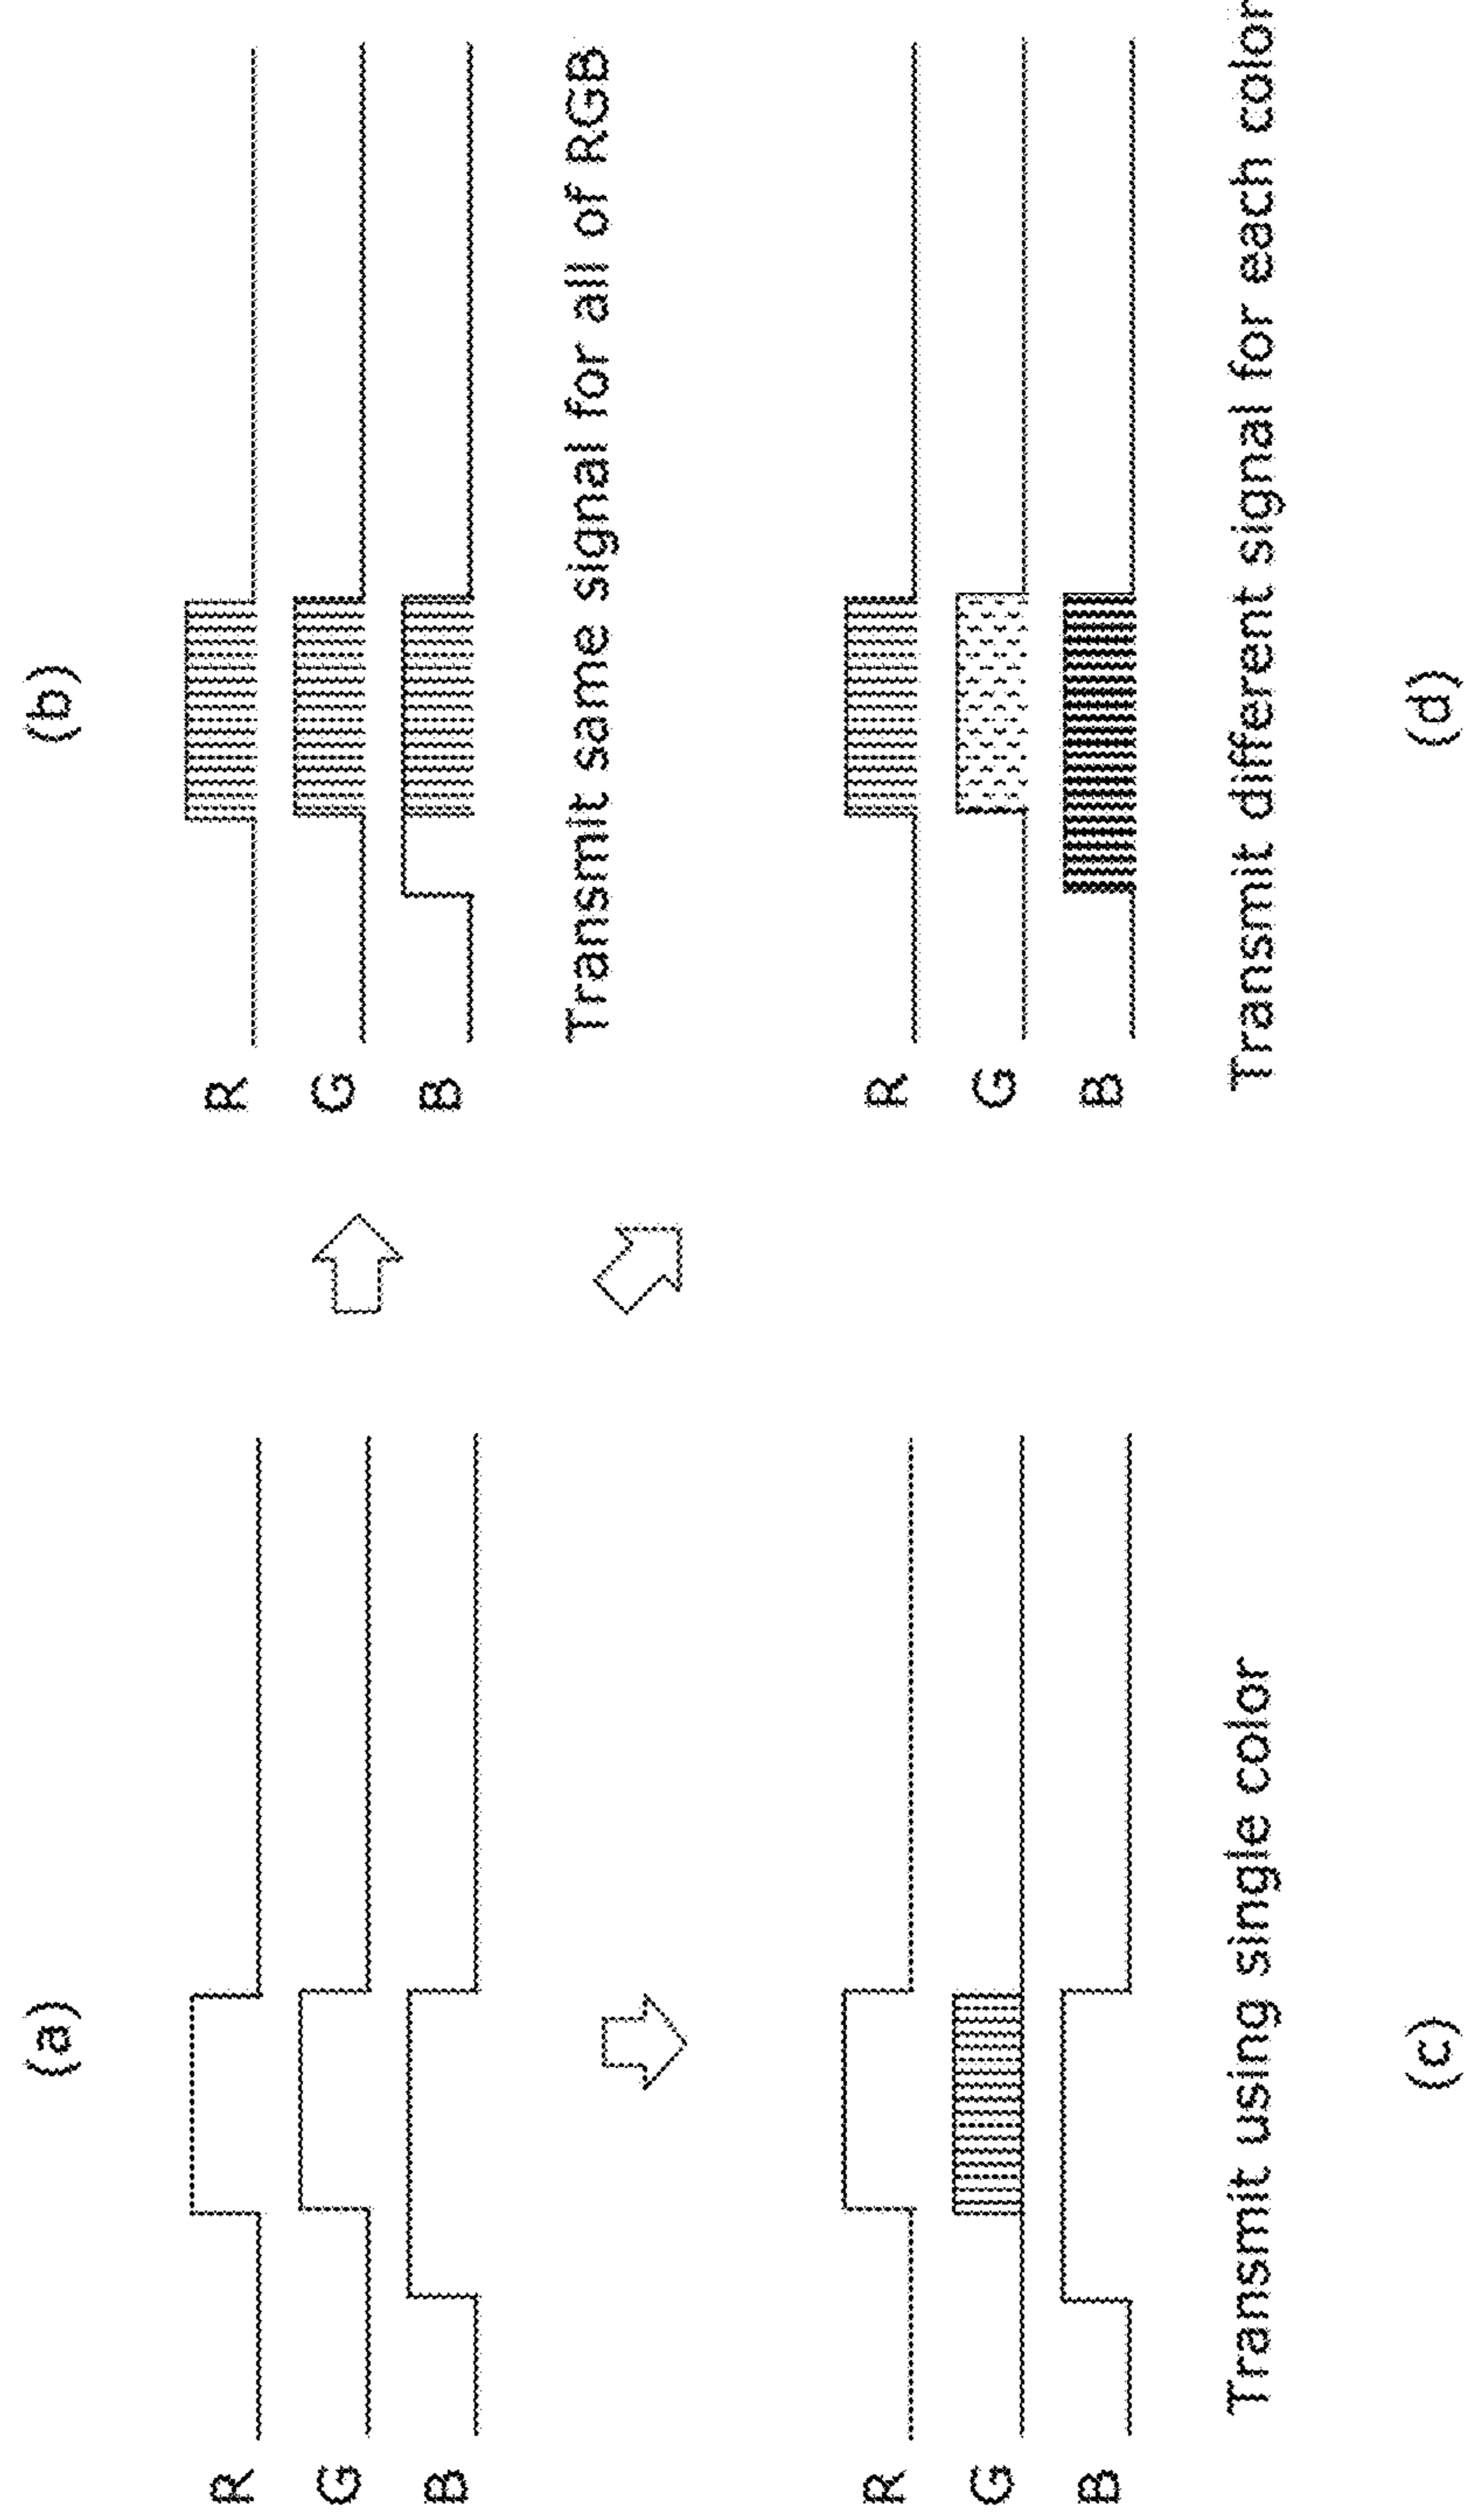 (a)
R
G
B
(b)
R
G
B
Transmit same signal for all of RGB
R
G
B
Transmit using single color
(c)
R
G
B
Transmit different signal for each color
(d)